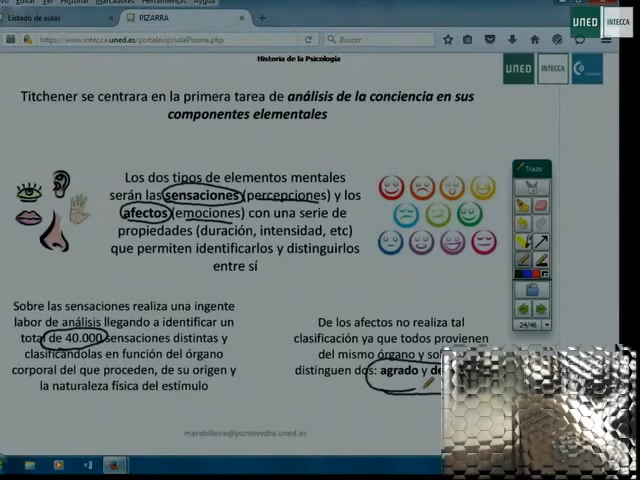 Historial Marcadores Herramientas Ayuda
Listado de aulas
PIZARRA
https://www.intecca.uned.es/portalavip/salaPizarra.php
Buscar
UNED
INTECCA
Historia de la Psicología
UNED
INTECCA
Titchener se centrara en la primera tarea de análisis de la conciencia en sus
componentes elementales
Los dos tipos de elementos mentales
serán las sensaciones (percepciones) y los
afectos (emociones) con una serie de
propiedades (duración, intensidad, etc)
que permiten identificarlos y distinguirlos
entre sí
Trazo
24/46
Sobre las sensaciones realiza una ingente
labor de análisis llegando a identificar un
total de 40.000 sensaciones distintas y
clasificándolas en función del órgano
corporal del que proceden, de su origen y
la naturaleza física del estímulo
De los afectos no realiza tal
clasificación ya que todos provienen
del mismo órgano y
distinguen dos: agrado y
marabilleira@pontevedra.uned.es